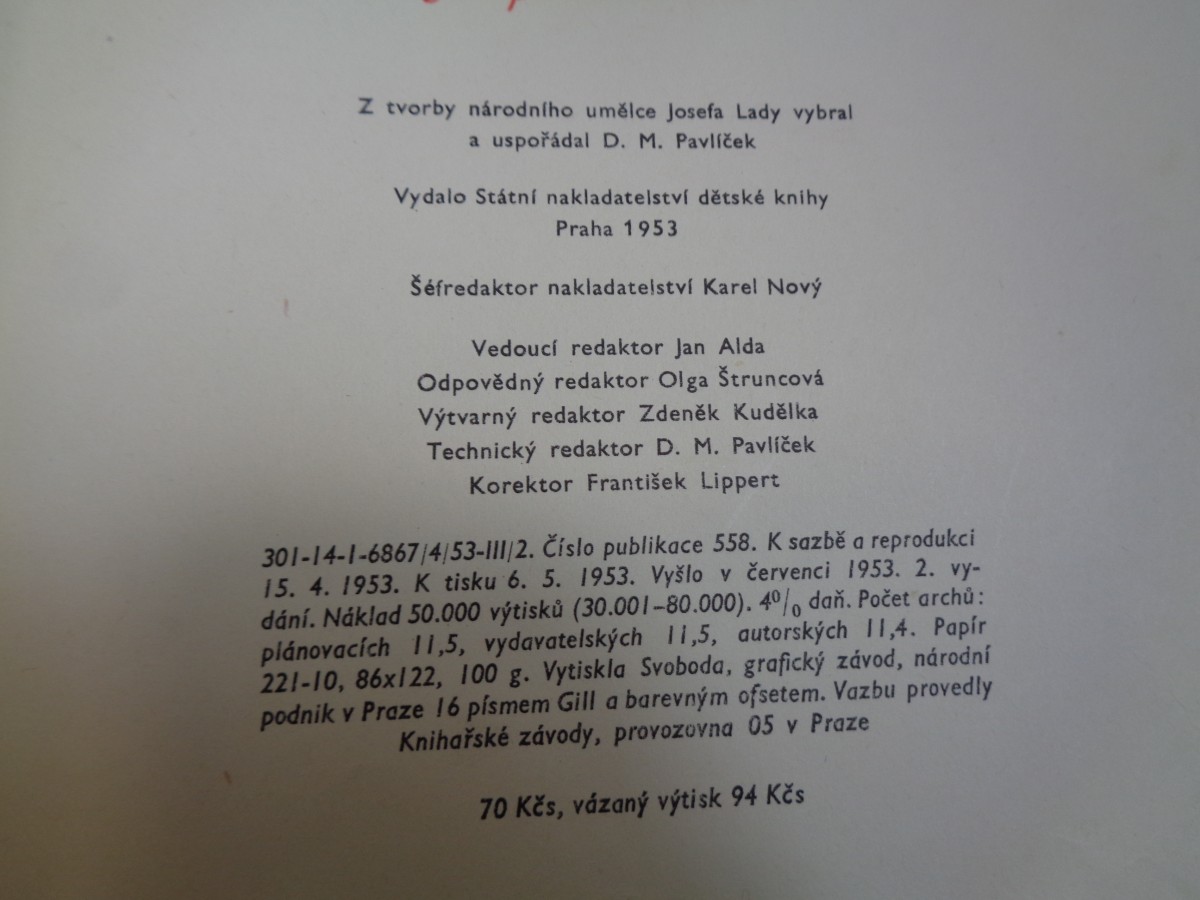 Z tvorby národního umělce Josefa Lady vybral
a uspořádal D. M. Pavlíček
Vydalo Státní nakladatelství dětské knihy
Praha 1953
Šéfredaktor nakladatelství Karel Nový
Vedoucí redaktor Jan Alda
Odpovědný redaktor Olga Štruncová
Výtvarný redaktor Zdeněk Kudělka
Technický redaktor D. M. Pavlíček
Korektor František Lippert
301-14-1-6867/4/53-III/2. Číslo publikace 558. K sazbě a reprodukci
15. 4. 1953. K tisku 6. 5. 1953. Vyšlo v červenci 1953. 2. vy-
dání. Náklad 50.000 výtisků (30.001–80.000). 4% daň. Počet archů:
plánovacích 11,5, vydavatelských 11,5, autorských 11,4. Papír
221-10, 86x122, 100 g. Vytiskla Svoboda, grafický závod, národní
podnik v Praze 16 písmem Gill a barevným ofsetem. Vazbu provedly
Knihařské závody, provozovna 05 v Praze
70 Kčs, vázaný výtisk 94 Kčs